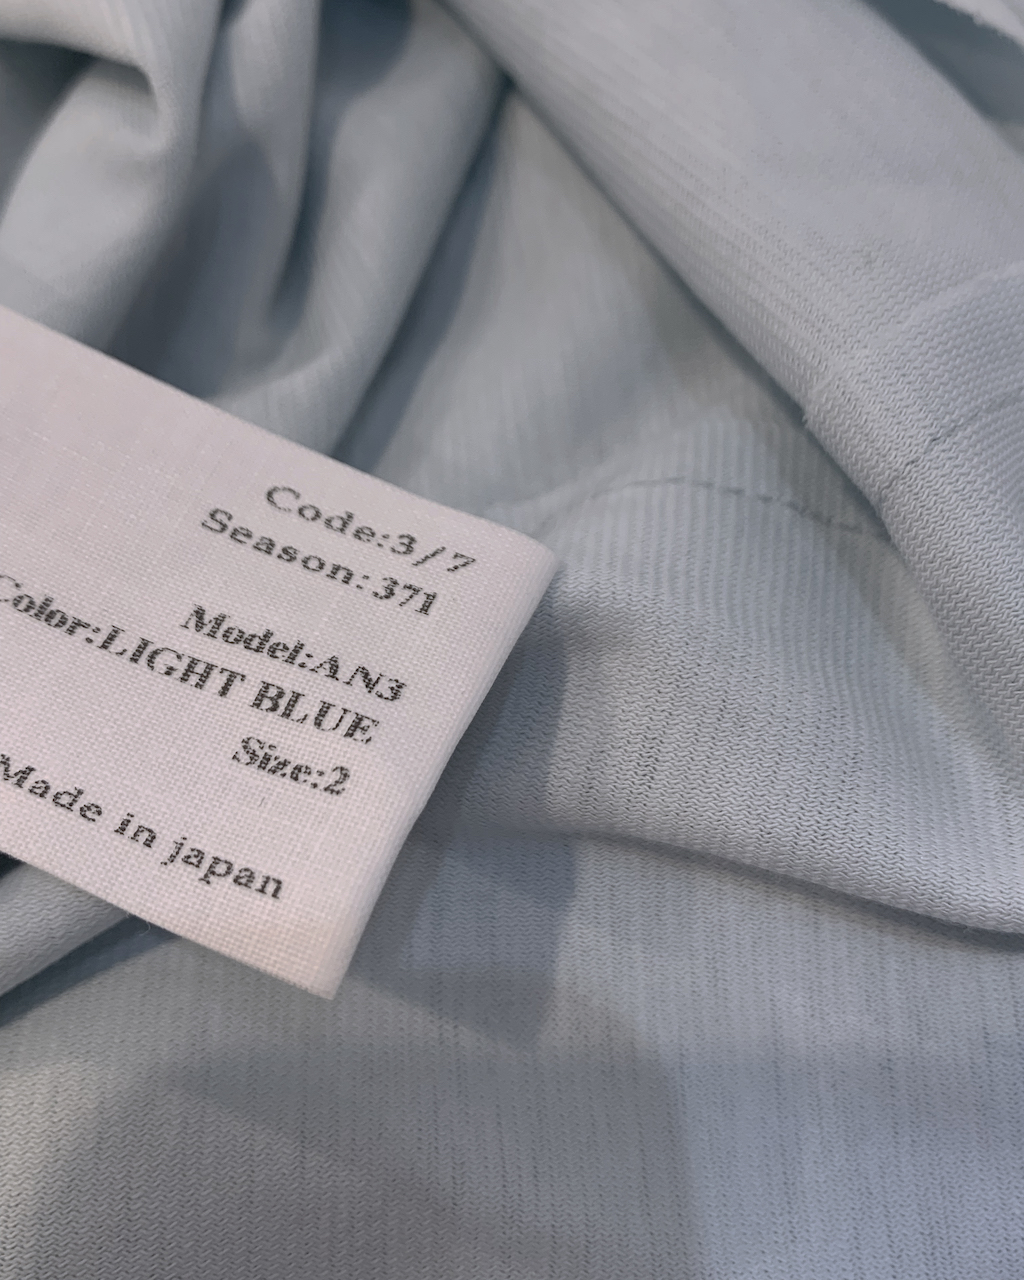 Code:3/7
Season:371
Model:AN3
Color:LIGHT BLUE
Size:2
Made in japan